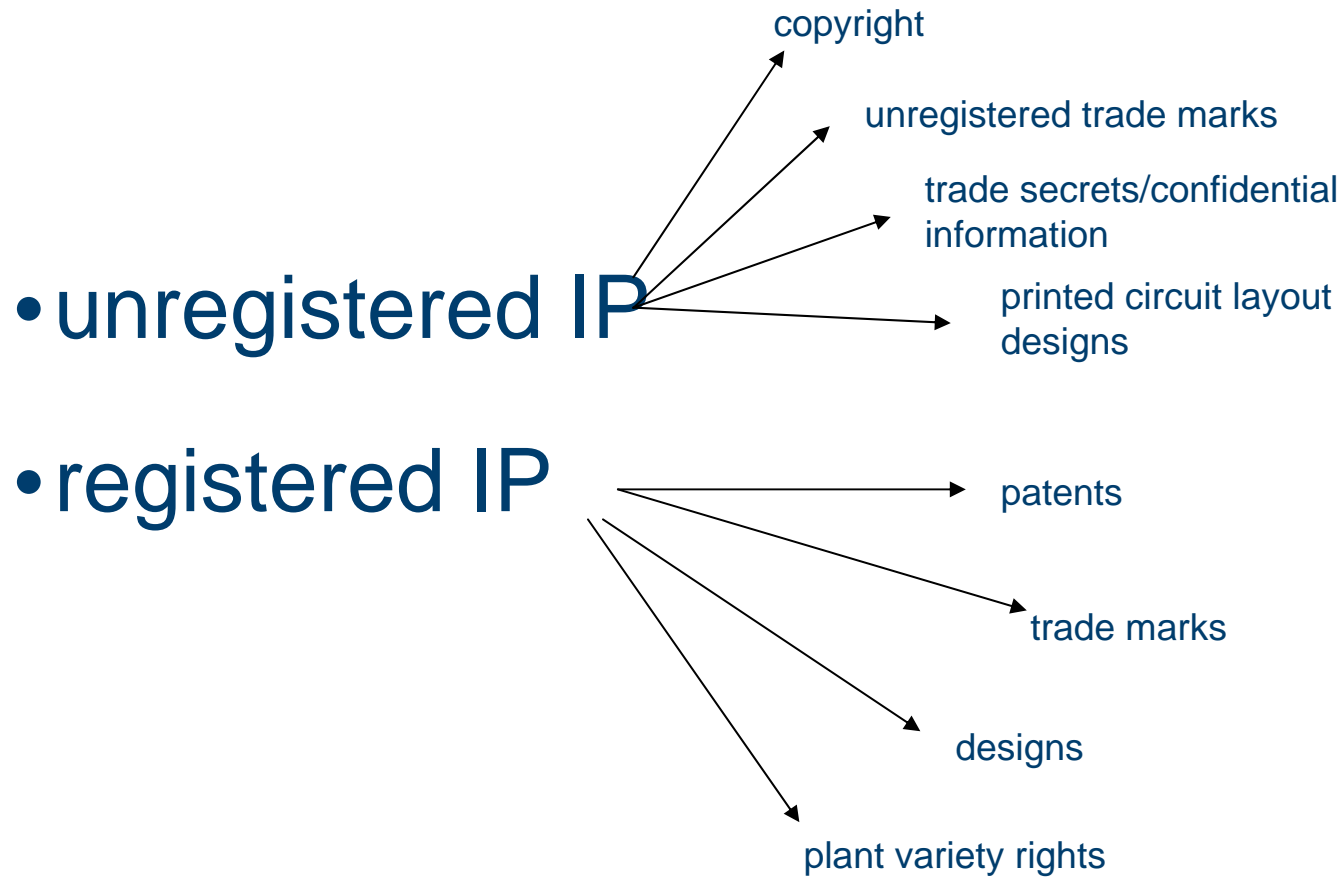 copyright
unregistered trade marks
trade secrets/confidential
information
•unregistered IP
printed circuit layout
designs
•registered IP
patents
trade marks
designs
plant variety rights